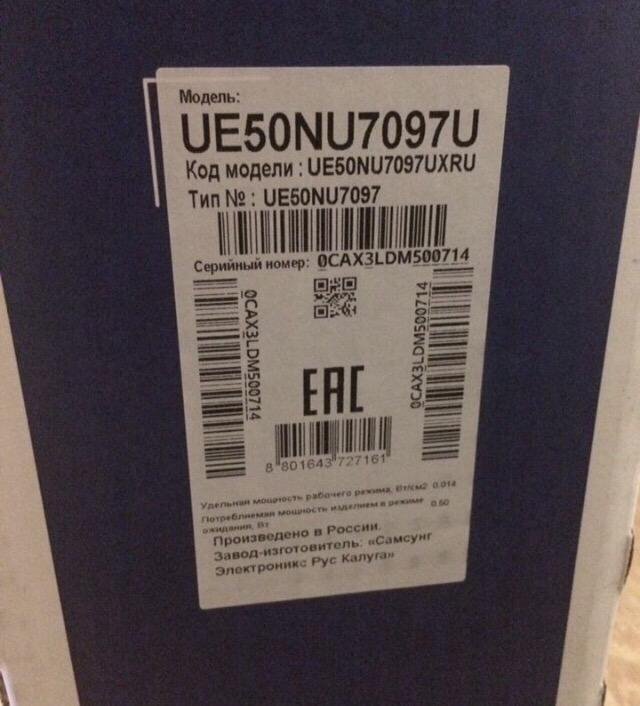 Модель:
UE50NU7097U
Код модели : UE50NU7097UXRU
Тип № : UE50NU7097
Серийный номер: 0CAX3LDM500714
0CAX3LDM500714
0CAX3LDM500714
EAC
8 801643 727161
Удельная мощность рабочего режима, Вт/см2 0.014
Потребляемая мощность изделием в режиме 0.50
ожидания, Вт
Произведено в России.
Завод-изготовитель: «Самсунг
Электроникс Рус Калуга»